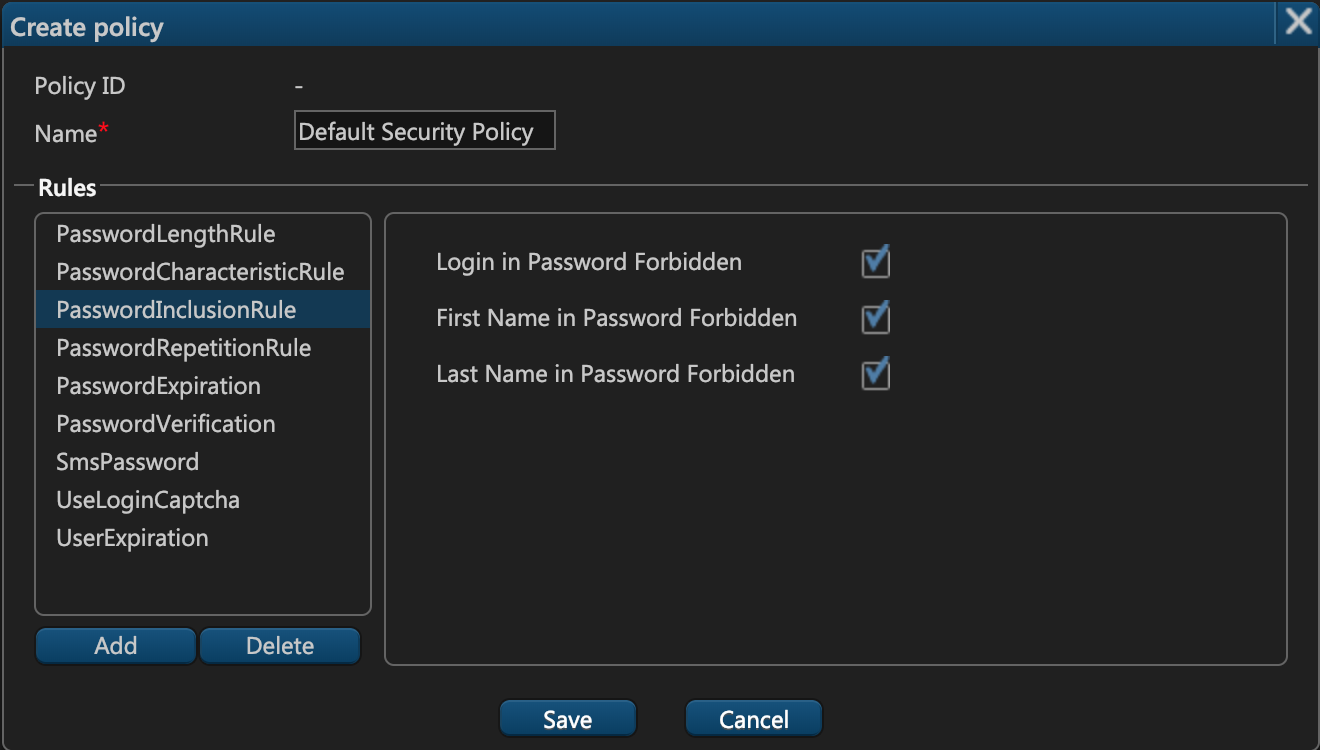 Create policy
Policy ID -
Name* Default Security Policy
Rules
PasswordLengthRule
PasswordCharacteristicRule
PasswordInclusionRule
PasswordRepetitionRule
PasswordExpiration
PasswordVerification
SmsPassword
UseLoginCaptcha
UserExpiration
Login in Password Forbidden
First Name in Password Forbidden
Last Name in Password Forbidden
Add Delete
Save Cancel